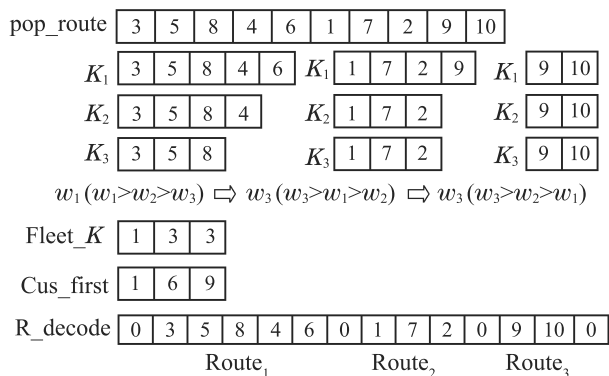 pop_route 3 5 8 4 6 1 7 2 9 10
K₁ 3 5 8 4 6 K₁ 1 7 2 9 K₁ 9 10
K₂ 3 5 8 4 K₂ 1 7 2 K₂ 9 10
K₃ 3 5 8 K₃ 1 7 2 K₃ 9 10
w₁(w₁>w₂>w₃) ⇨ w₃(w₃>w₁>w₂) ⇨ w₃(w₃>w₂>w₁)
Fleet_K 1 3 3
Cus_first 1 6 9
R_decode 0 3 5 8 4 6 0 1 7 2 0 9 10 0
Route₁ Route₂ Route₃